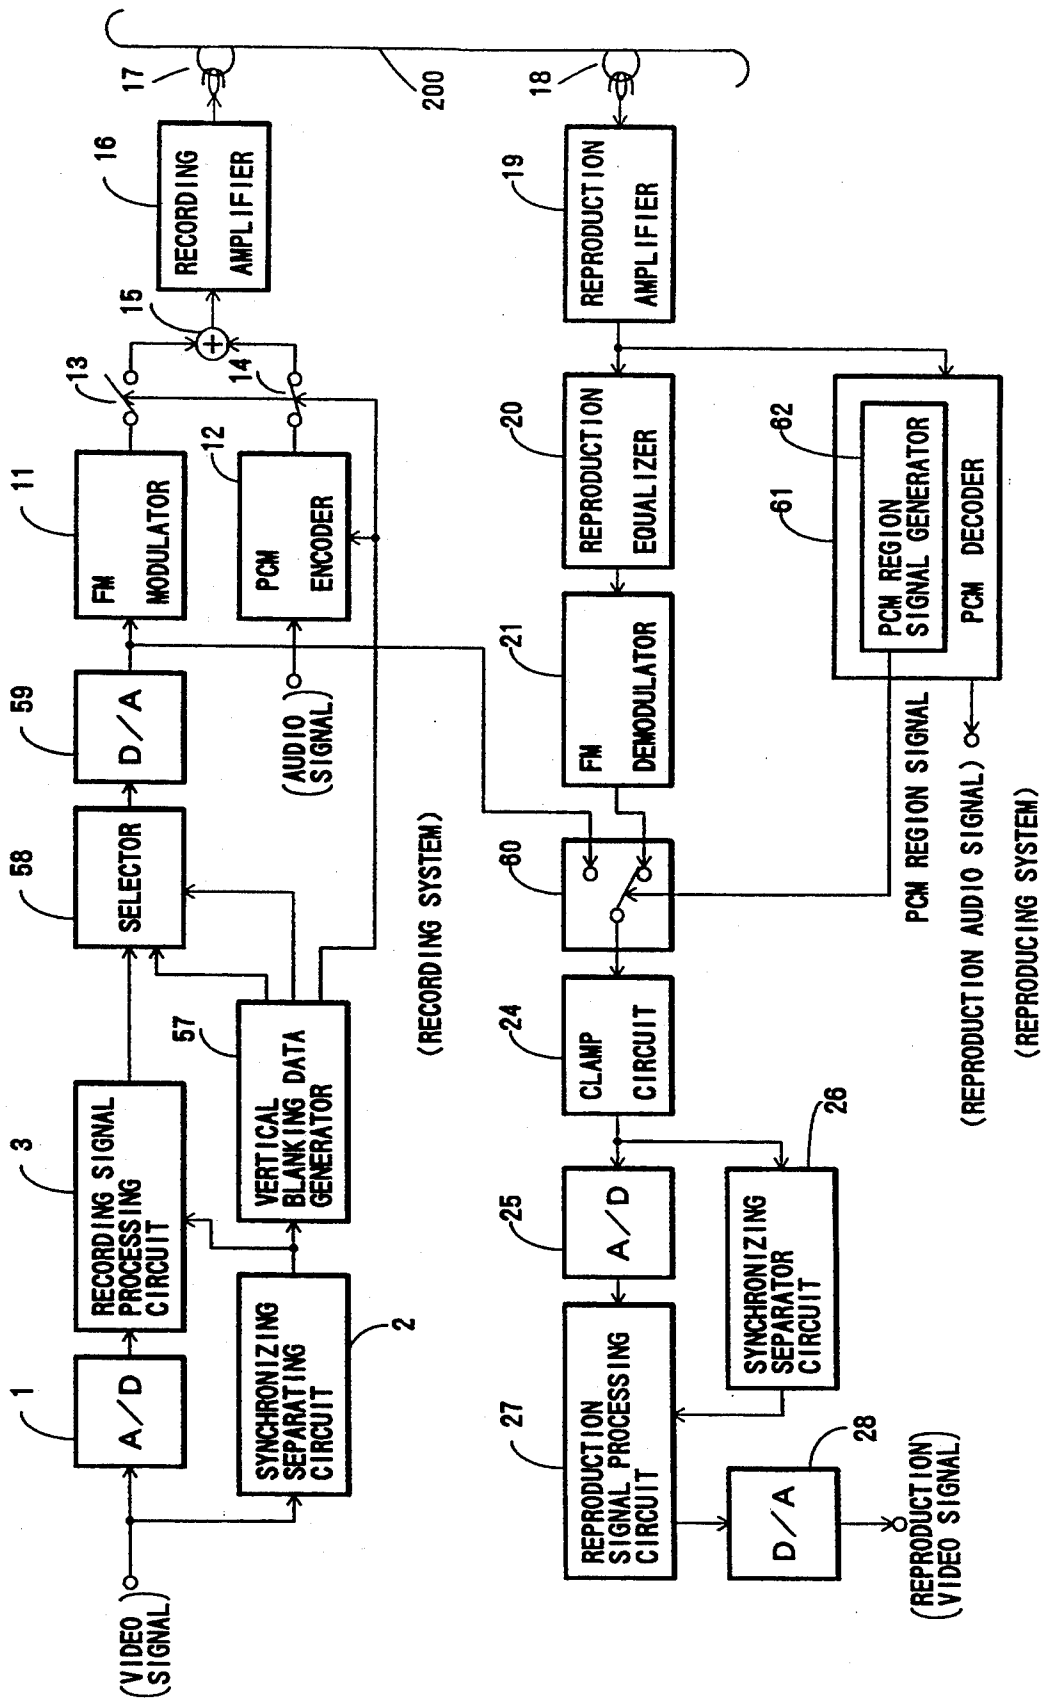 (VIDEO
SIGNAL)
1
A/D
SYNCHRONIZING
SEPARATING
CIRCUIT
2
3
RECORDING SIGNAL
PROCESSING
CIRCUIT
57
VERTICAL
BLANKING DATA
GENERATOR
58
SELECTOR
59
D/A
(AUDIO
SIGNAL)
11
FM
MODULATOR
12
PCM
ENCODER
13
14
15
+
16
RECORDING
AMPLIFIER
17
200
(RECORDING SYSTEM)
18
19
REPRODUCTION
AMPLIFIER
20
REPRODUCTION
EQUALIZER
21
FM
DEMODULATOR
60
24
CLAMP
CIRCUIT
25
A/D
26
SYNCHRONIZING
SEPARATOR
CIRCUIT
27
REPRODUCTION
SIGNAL PROCESSING
CIRCUIT
28
D/A
(REPRODUCTION
VIDEO SIGNAL)
61
62
PCM REGION
SIGNAL GENERATOR
PCM DECODER
PCM REGION SIGNAL
(REPRODUCTION AUDIO SIGNAL)
(REPRODUCING SYSTEM)